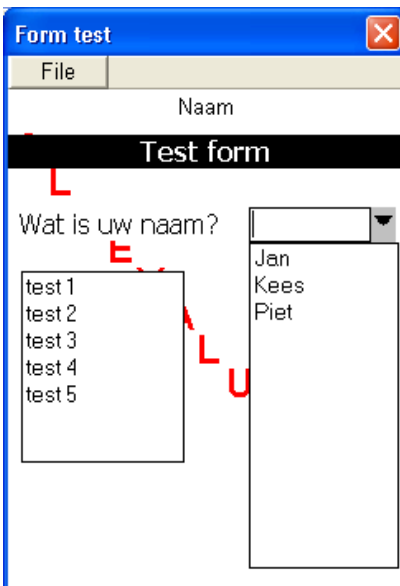 Form test
File
Naam
Test form
L
Wat is uw naam?
E
Jan
Kees
Piet
test 1
test 2
test 3
test 4
test 5
L
U